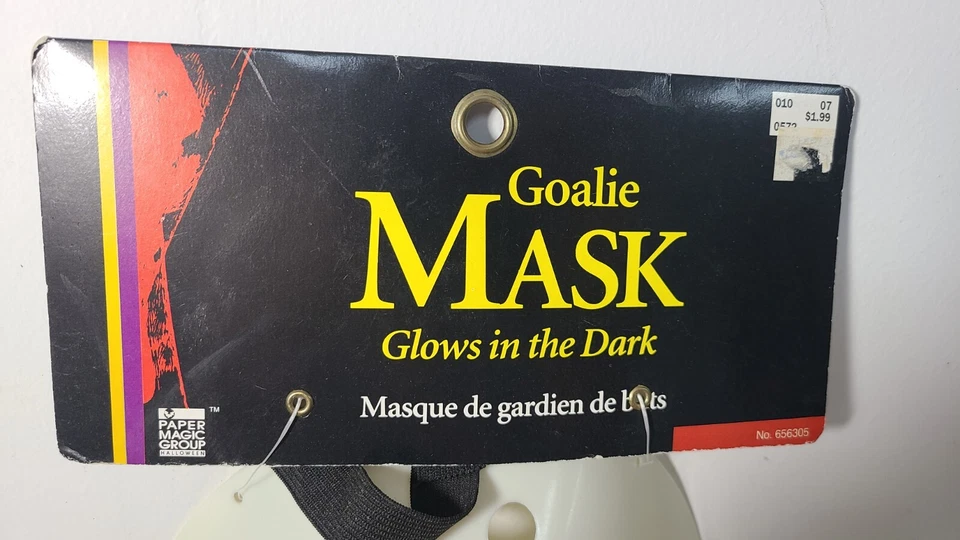 010 07
$1.99
Goalie
MASK
Glows in the Dark
Masque de gardien de buts
PAPER
MAGIC
GROUP
HALLOWEEN
TM
No. 656305